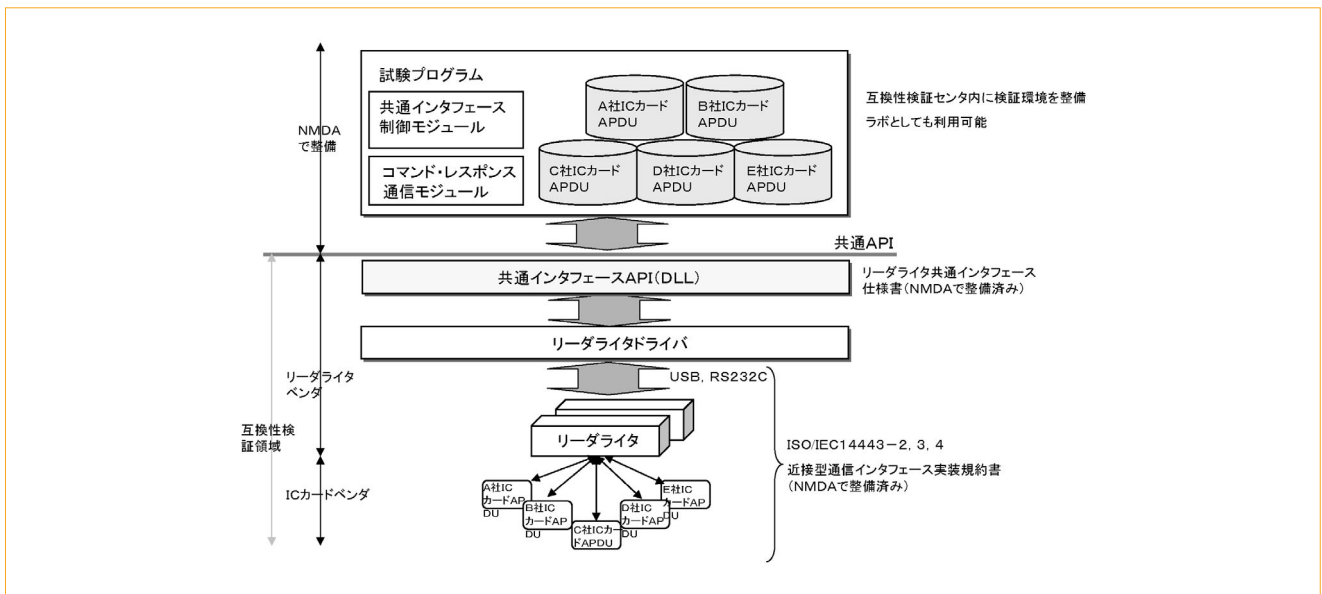 試験プログラム
共通インタフェース
制御モジュール
コマンド・レスポンス
通信モジュール
A社ICカード
APDU
B社ICカード
APDU
C社ICカード
APDU
D社ICカード
APDU
E社ICカード
APDU
互換性検証センタ内に検証環境を整備
ラボとしても利用可能
NMDA
で整備
共通API
共通インタフェースAPI(DLL)
リーダライタ共通インタフェース
仕様書(NMDAで整備済み)
リーダライタドライバ
USB, RS232C
リーダライタ
ベンダ
互換性検
証領域
リーダライタ
ISO/IEC14443-2, 3, 4
近接型通信インタフェース実装規約書
(NMDAで整備済み)
ICカードベンダ
A社IC
カードAP
DU
B社IC
カードAP
DU
C社ICカー
ドAPDU
D社IC
カードAP
DU
E社IC
カードAP
DU